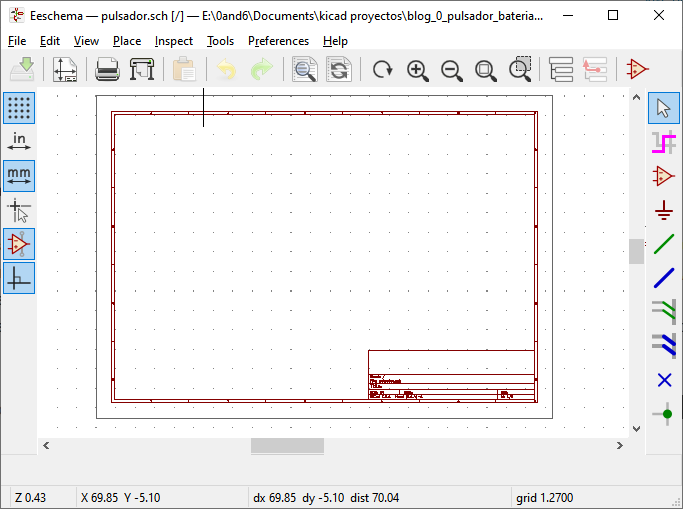 Eeschema — pulsador.sch [/] — E:\0and6\Documents\kicad proyectos\blog_0_pulsador_bateria...
File Edit View Place Inspect Tools Preferences Help
in
mm
Z 0.43 X 69.85 Y -5.10 dx 69.85 dy -5.10 dist 70.04 grid 1.2700